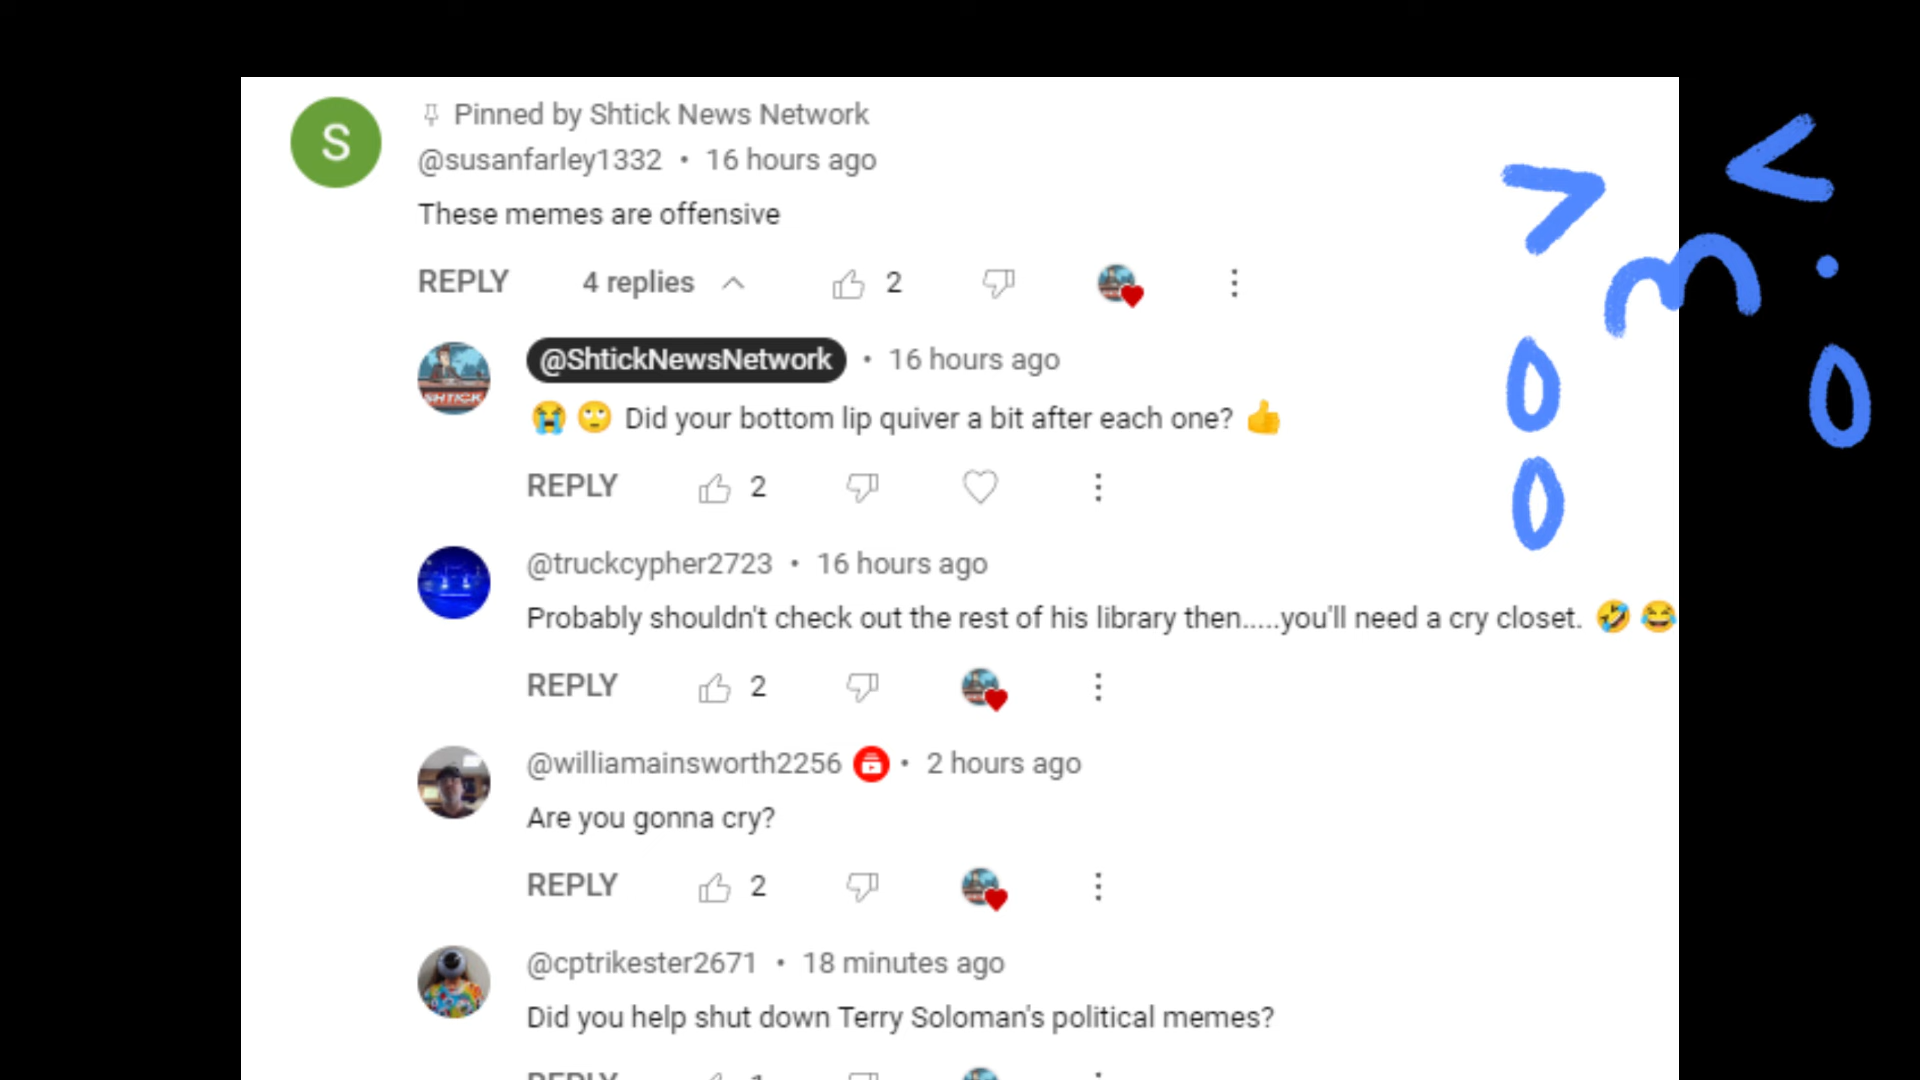 S
Pinned by Shtick News Network
@susanfarley1332 • 16 hours ago
These memes are offensive
REPLY 4 replies 2
@ShtickNewsNetwork • 16 hours ago
😭 🙄 Did your bottom lip quiver a bit after each one? 👍
REPLY 2
@truckcypher2723 • 16 hours ago
Probably shouldn't check out the rest of his library then.....you'll need a cry closet. 🤣 😂
REPLY 2
@williamainsworth2256 • 2 hours ago
Are you gonna cry?
REPLY 2
@cptrikester2671 • 18 minutes ago
Did you help shut down Terry Soloman's political memes?
REPLY 1
SHTICK